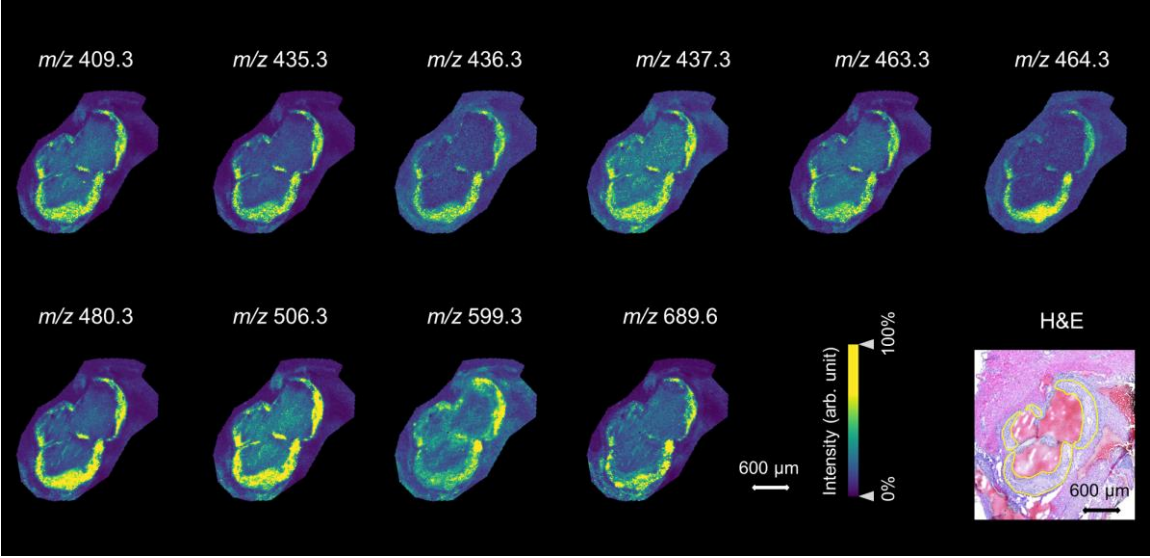 m/z 409.3
m/z 435.3
m/z 436.3
m/z 437.3
m/z 463.3
m/z 464.3
m/z 480.3
m/z 506.3
m/z 599.3
m/z 689.6
600 µm
Intensity (arb. unit)
100%
0%
H&E
600 µm